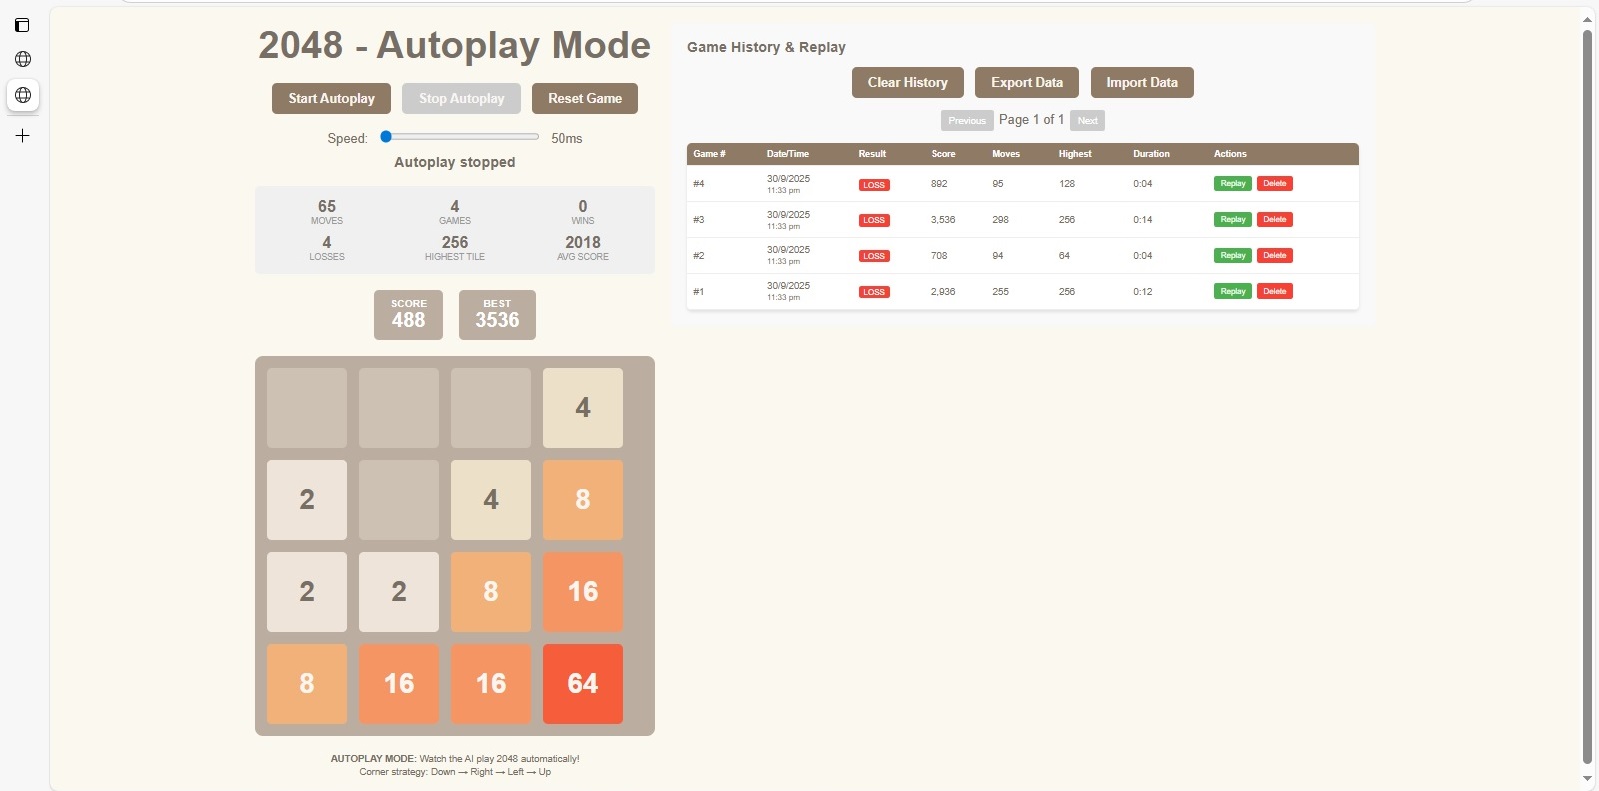 2048 - Autoplay Mode
Start Autoplay Stop Autoplay Reset Game
Speed: 50ms
Autoplay stopped
65 4 0
MOVES GAMES WINS
4 256 2018
LOSSES HIGHEST TILE AVG SCORE
SCORE BEST
488 3536
4
2 4 8
2 2 8 16
8 16 16 64
AUTOPLAY MODE: Watch the AI play 2048 automatically!
Corner strategy: Down → Right → Left → Up
Game History & Replay
Clear History Export Data Import Data
Previous Page 1 of 1 Next
Game # Date/Time Result Score Moves Highest Duration Actions
#4 30/9/2025 11:33 pm LOSS 892 95 128 0:04 Replay Delete
#3 30/9/2025 11:33 pm LOSS 3,536 298 256 0:14 Replay Delete
#2 30/9/2025 11:33 pm LOSS 708 94 64 0:04 Replay Delete
#1 30/9/2025 11:33 pm LOSS 2,936 255 256 0:12 Replay Delete